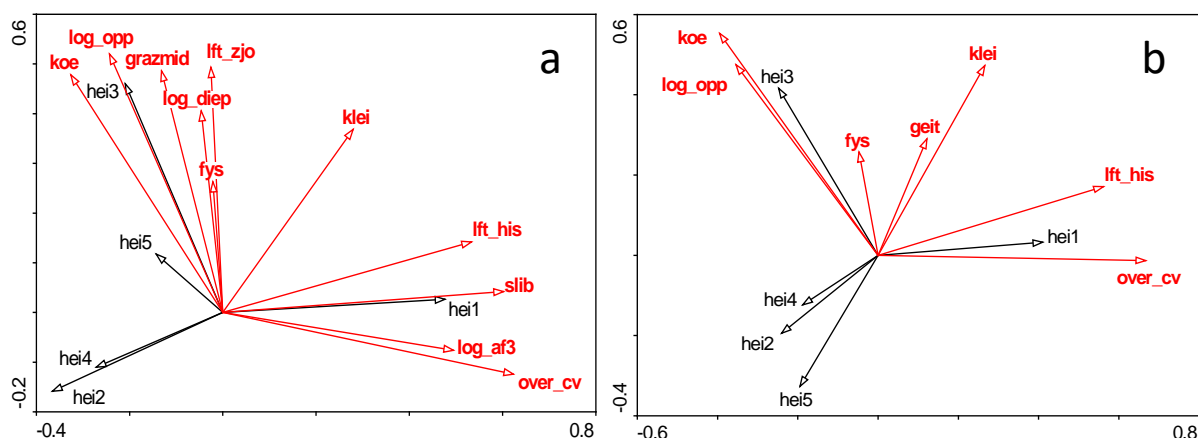 a
0.6
log_opp
grazmid
lft_zjo
koe
hei3
log_diep
klei
fys
hei5
lft_his
slib
hei1
log_af3
hei4
over_cv
hei2
-0.2
-0.4
0.8
b
0.6
koe
klei
log_opp
hei3
fys
geit
lft_his
hei1
over_cv
hei4
hei2
hei5
-0.4
-0.6
0.8